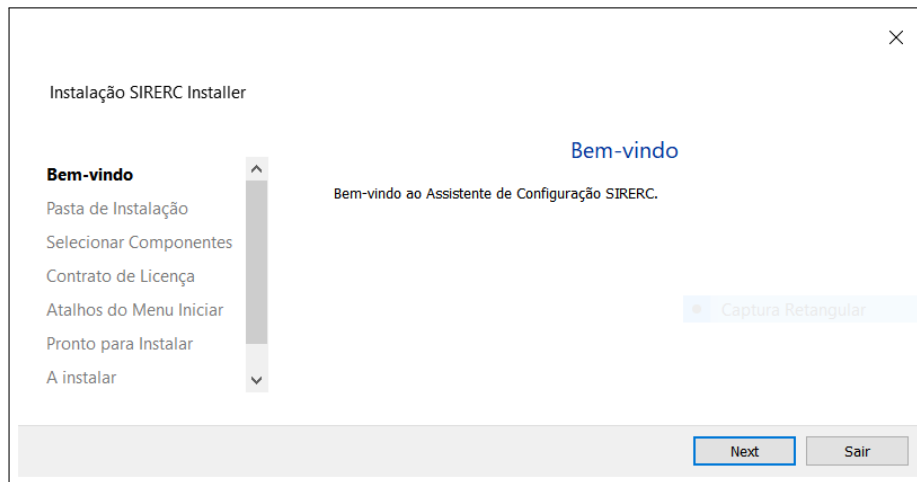 Instalação SIRERC Installer
Bem-vindo
Pasta de Instalação
Selecionar Componentes
Contrato de Licença
Atalhos do Menu Iniciar
Pronto para Instalar
A instalar
Bem-vindo
Bem-vindo ao Assistente de Configuração SIRERC.
Captura Retangular
Next
Sair